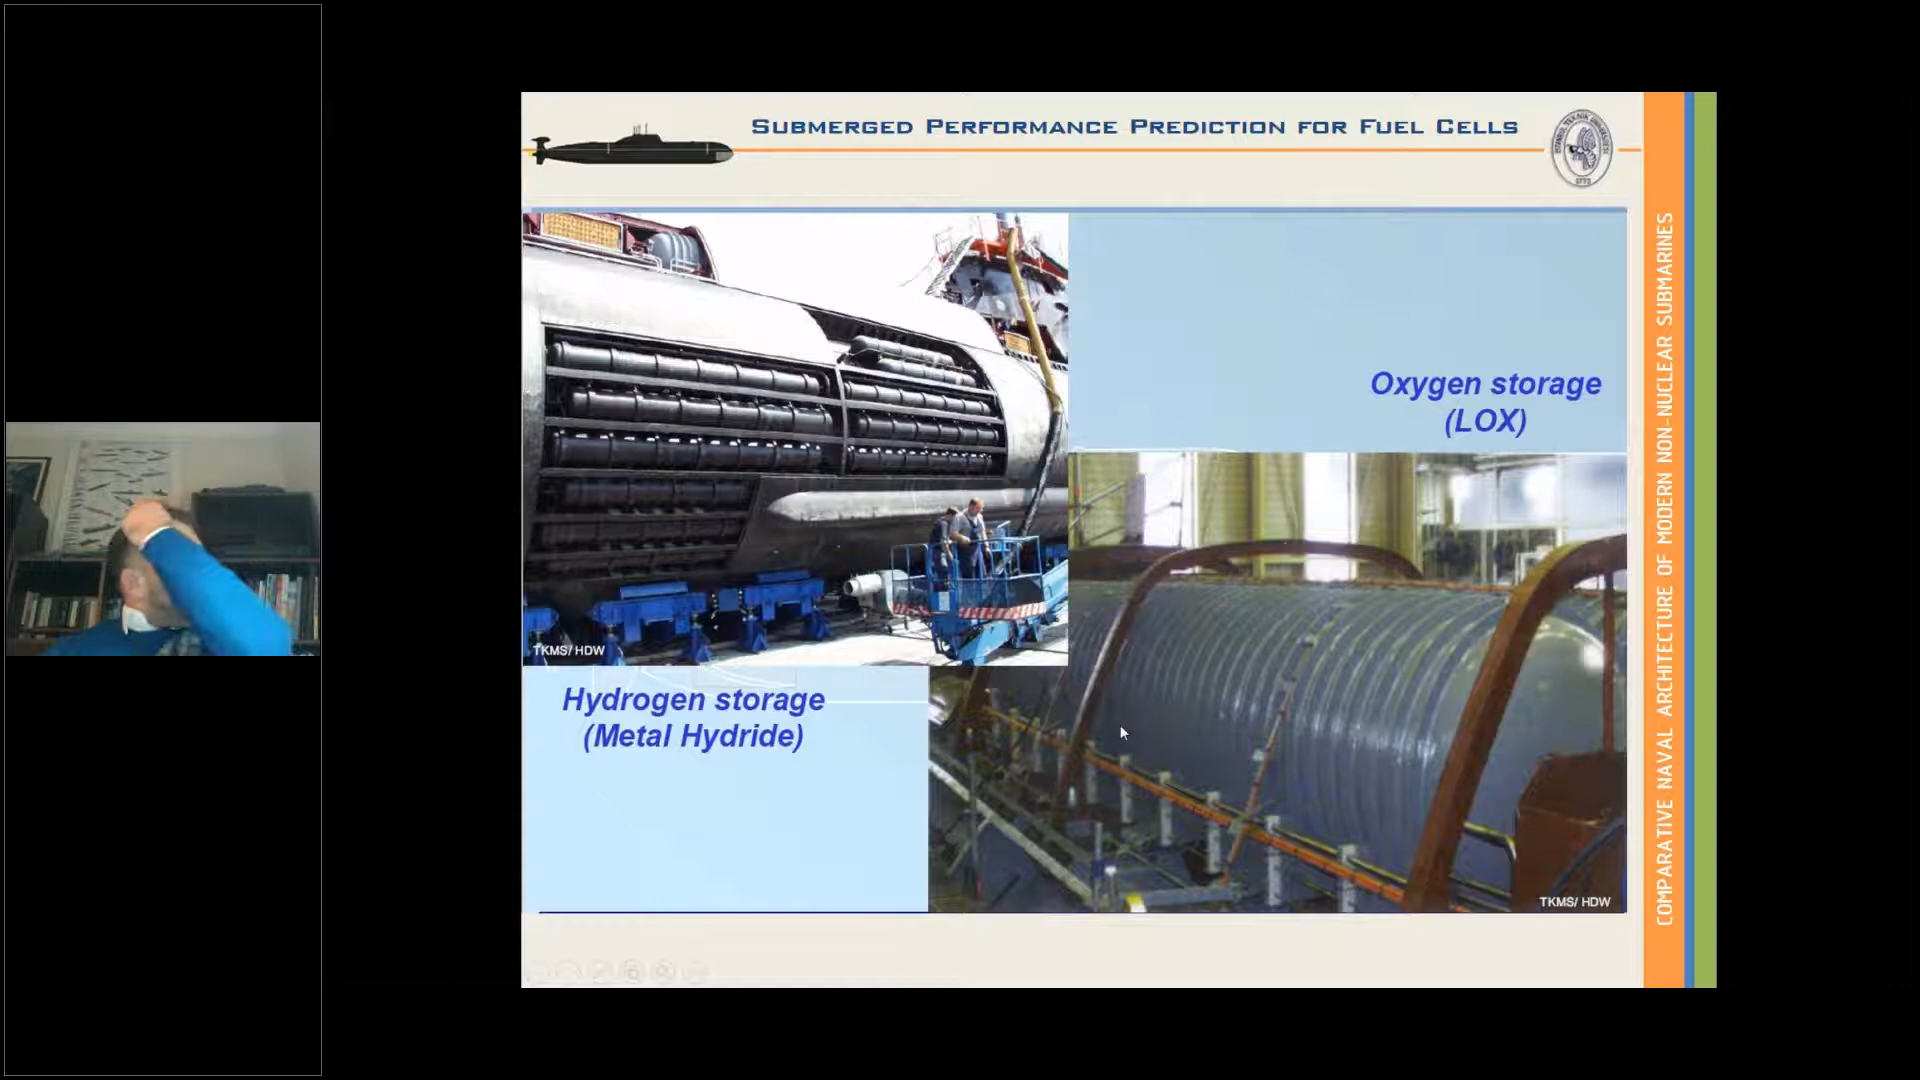 SUBMERGED PERFORMANCE PREDICTION FOR FUEL CELLS
Oxygen storage
(LOX)
TKMS/ HDW
Hydrogen storage
(Metal Hydride)
TKMS/ HDW
COMPARATIVE NAVAL ARCHITECTURE OF MODERN NON-NUCLEAR SUBMARINES